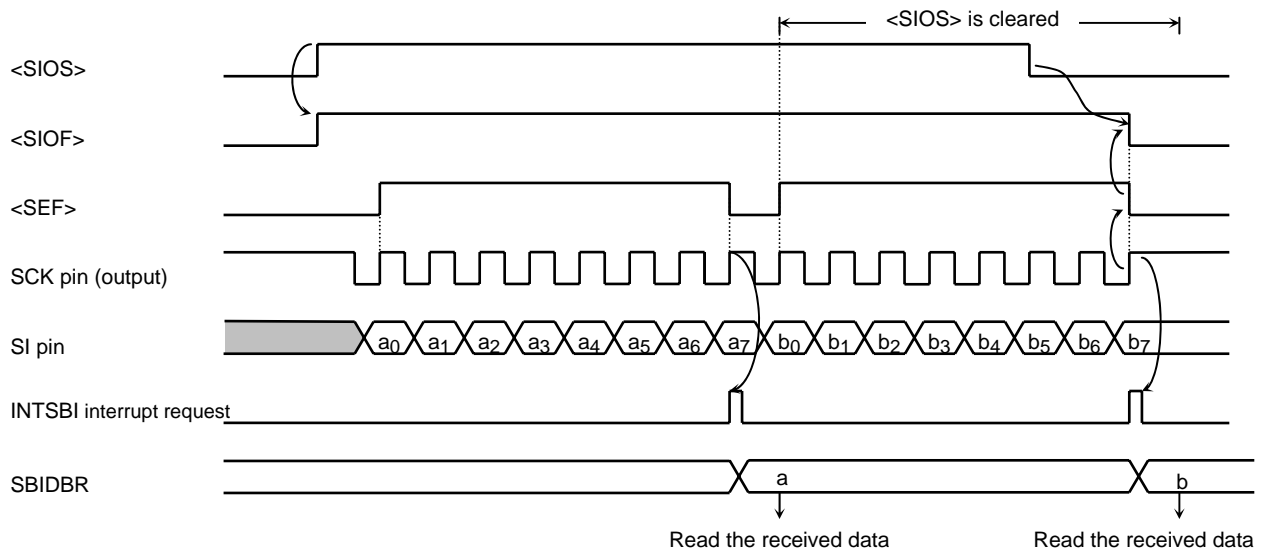 <SIOS> is cleared
<SIOS>
<SIOF>
<SEF>
SCK pin (output)
SI pin
a0 a1 a2 a3 a4 a5 a6 a7 b0 b1 b2 b3 b4 b5 b6 b7
INTSBI interrupt request
SBIDBR
a b
Read the received data Read the received data